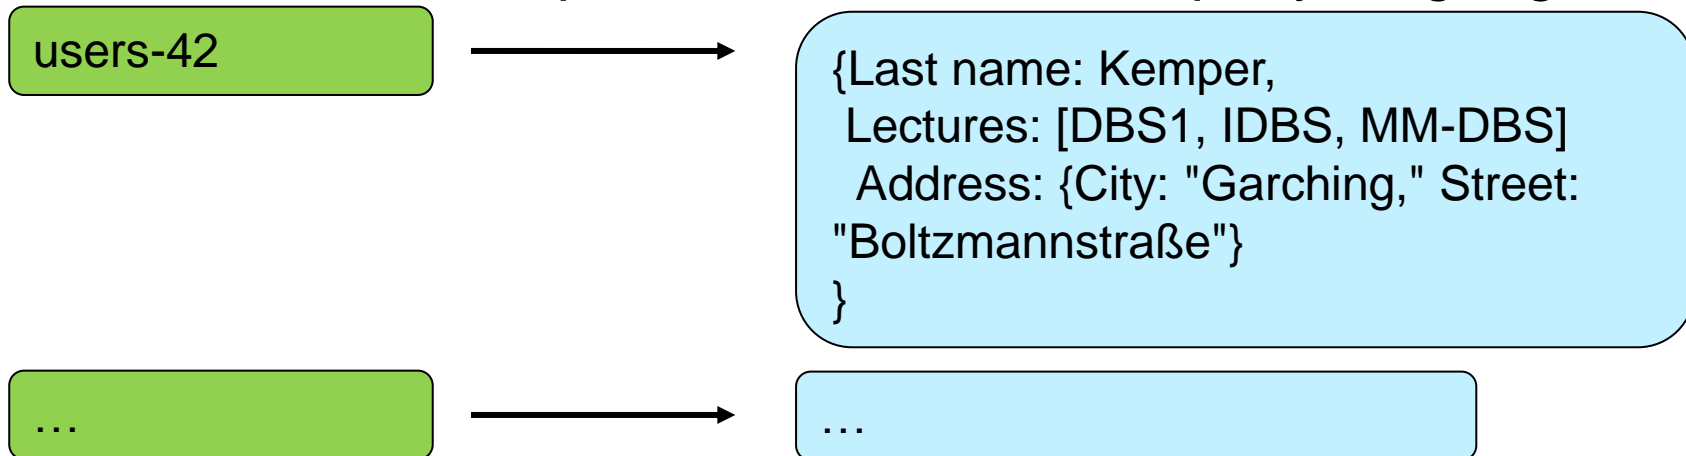 users-42
{Last name: Kemper,
Lectures: [DBS1, IDBS, MM-DBS]
Address: {City: "Garching," Street:
"Boltzmannstraße"}
}
…
…